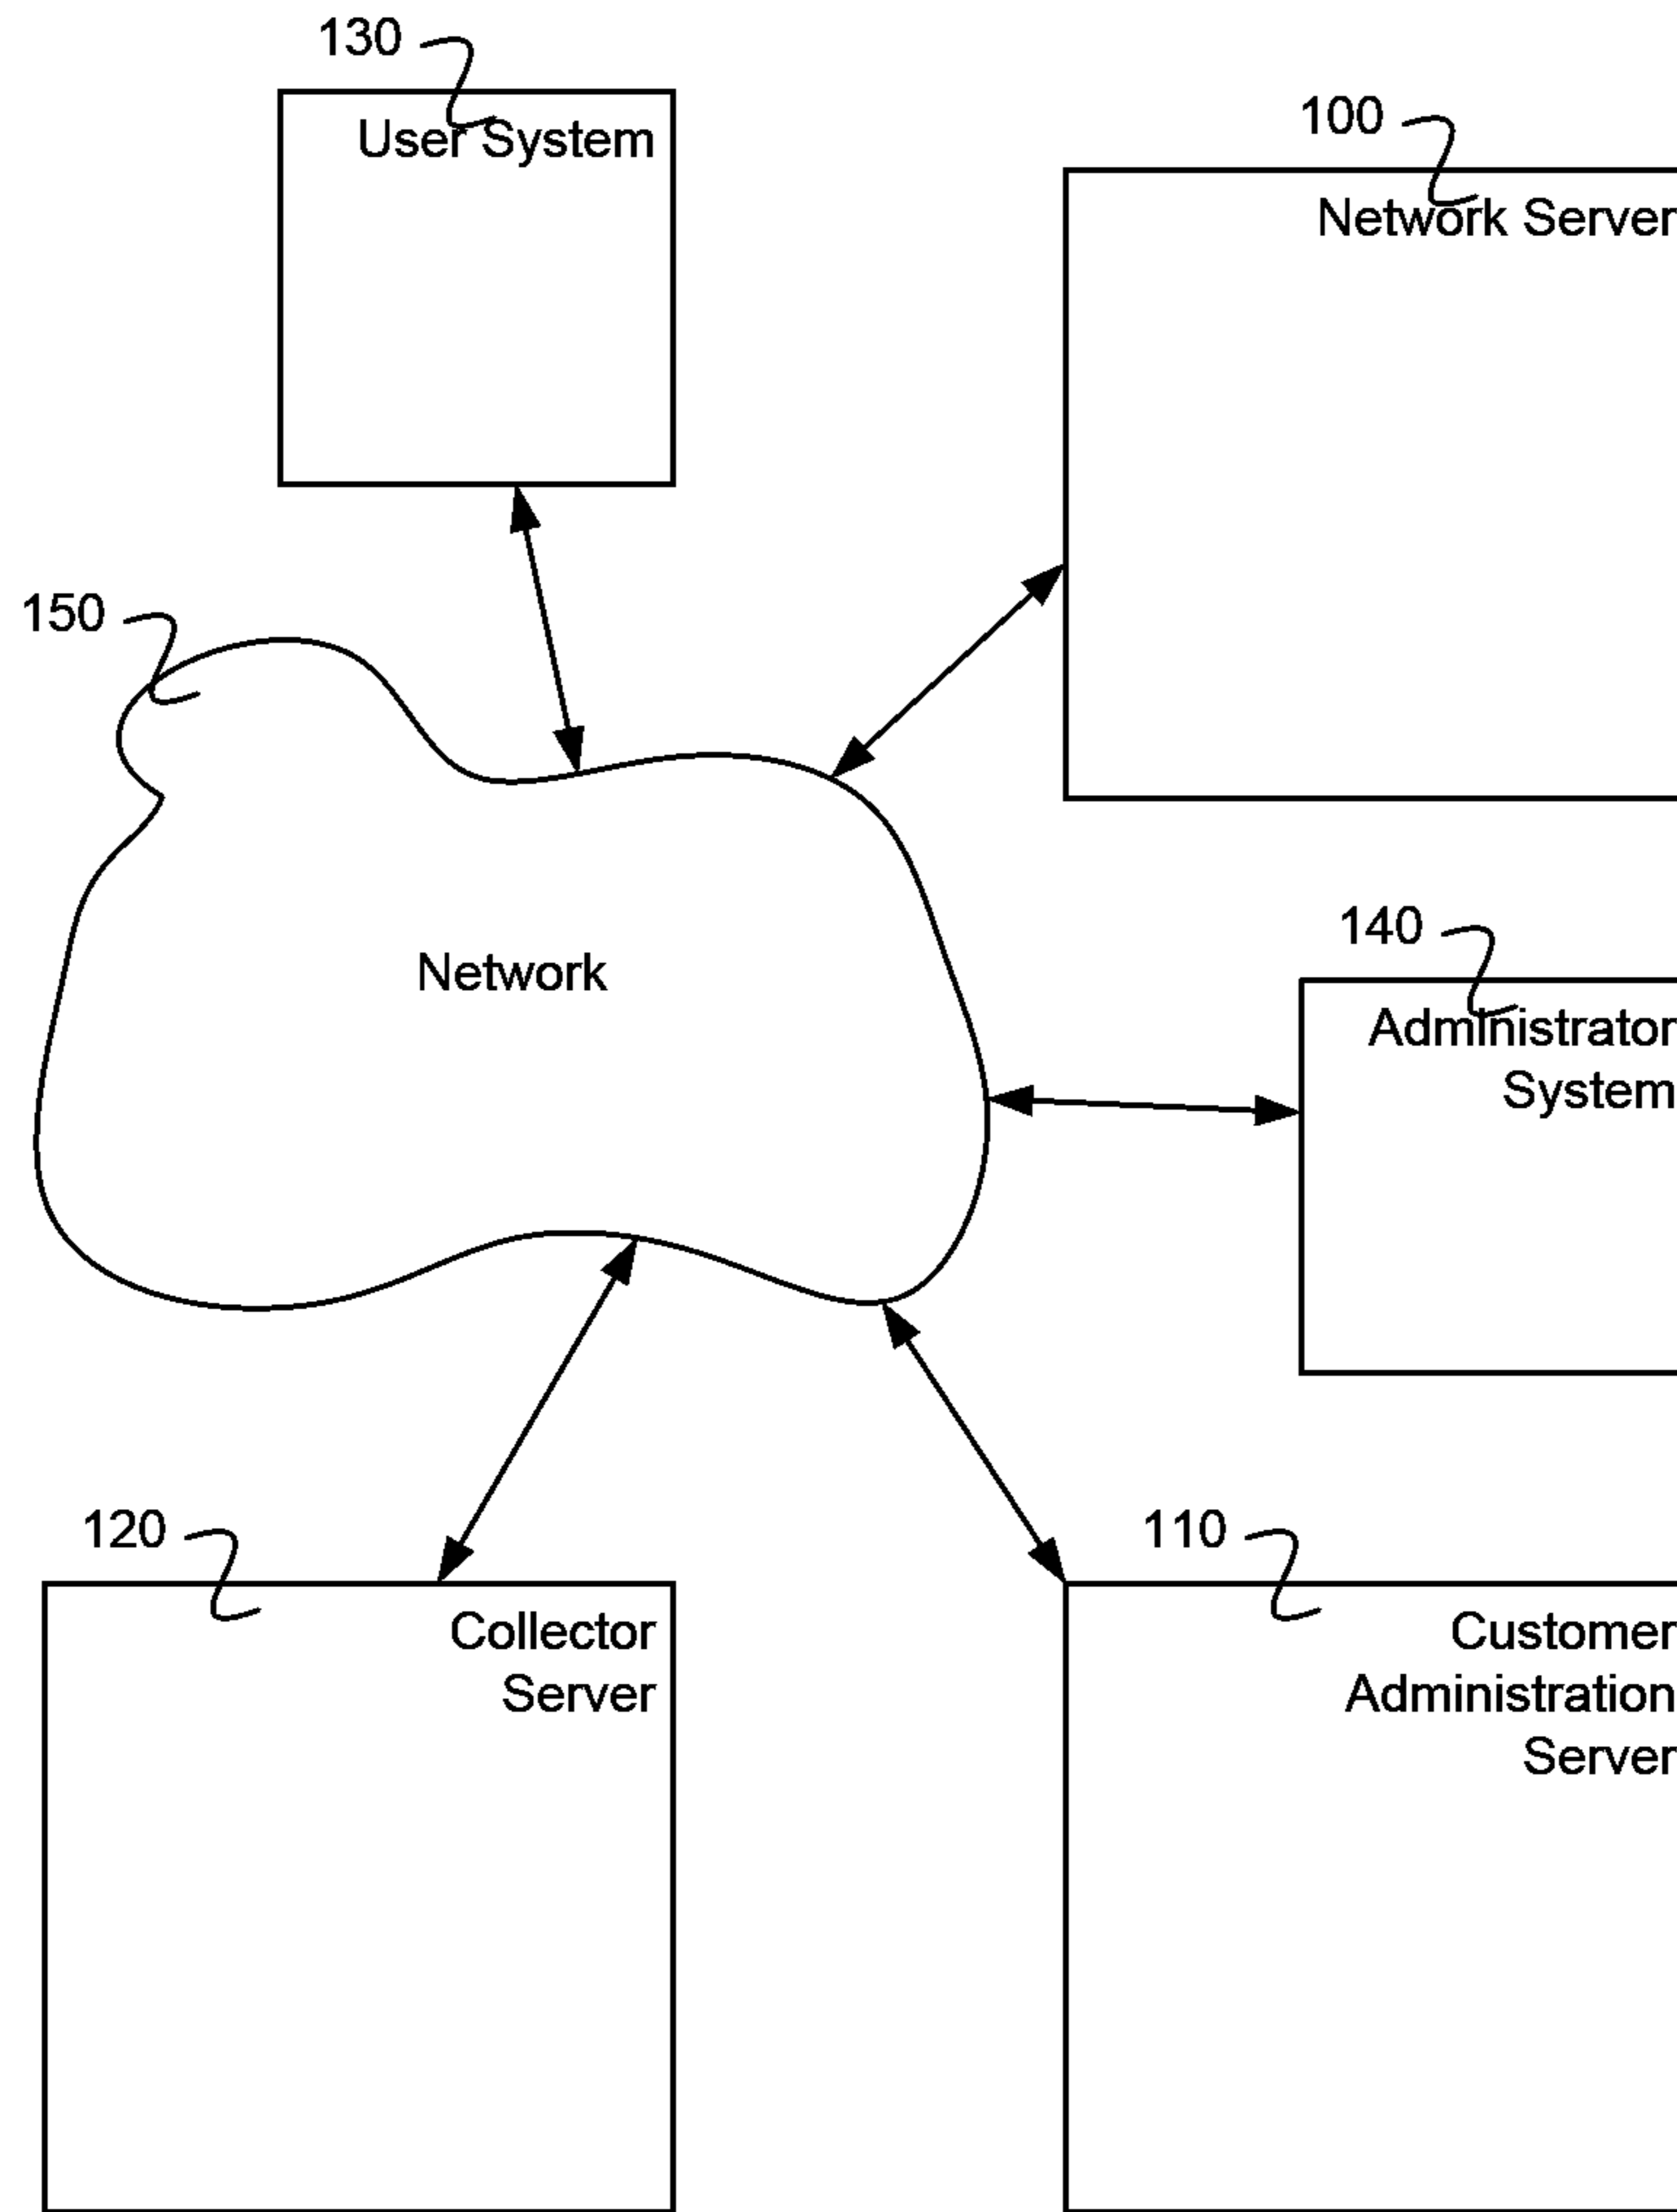 130
User System
100
Network Server
150
Network
140
Administrator
System
120
Collector
Server
110
Customer
Administration
Server